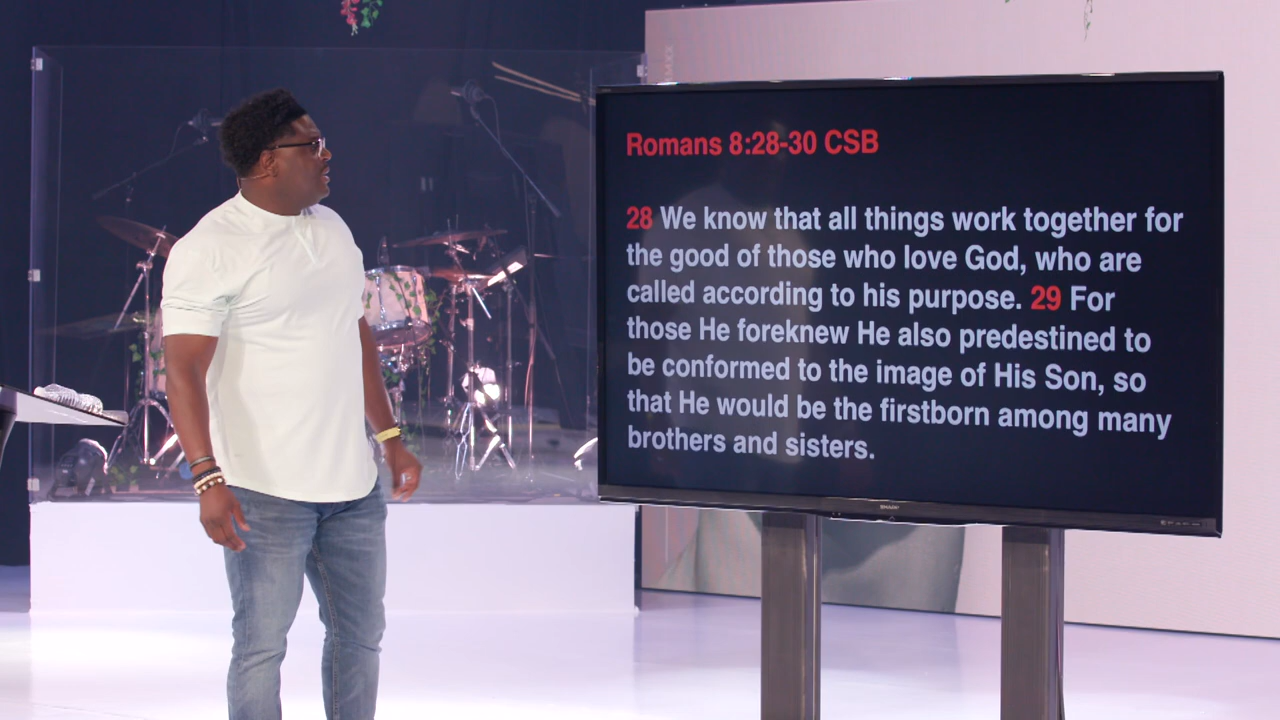 Romans 8:28-30 CSB
28 We know that all things work together for
the good of those who love God, who are
called according to his purpose. 29 For
those He foreknew He also predestined to
be conformed to the image of His Son, so
that He would be the firstborn among many
brothers and sisters.